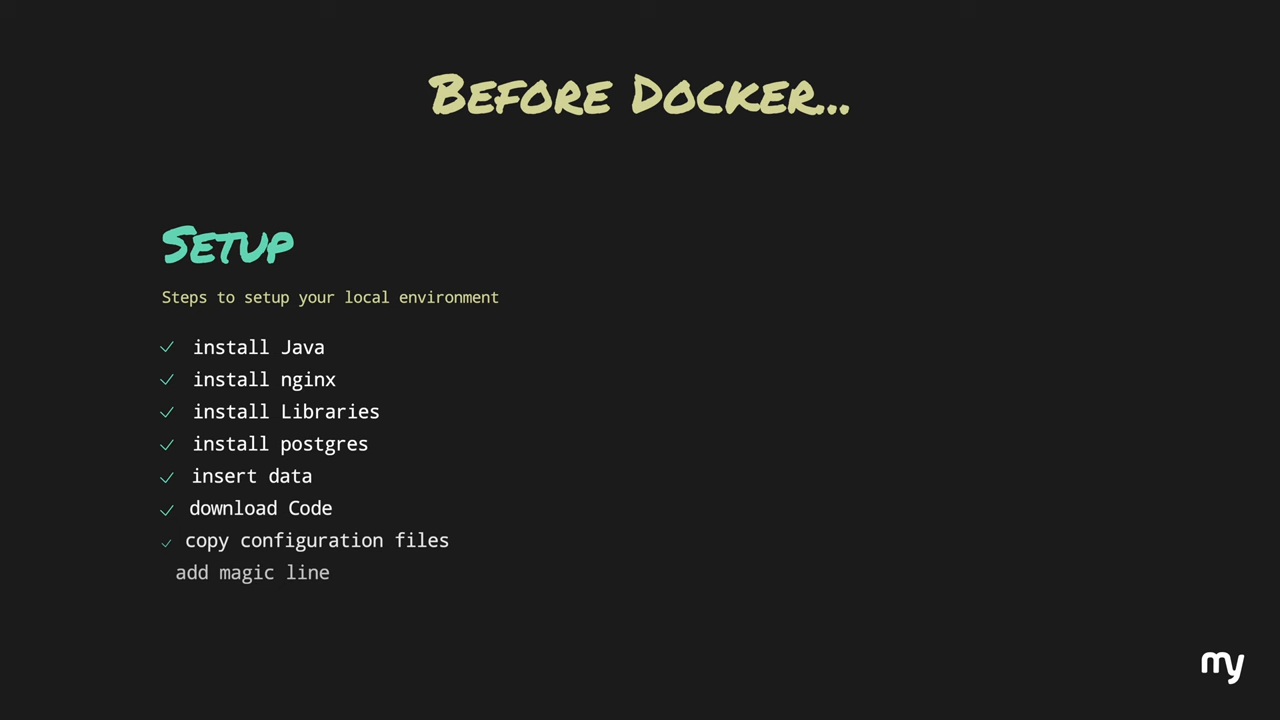 Before Docker...
Setup
Steps to setup your local environment
install Java
install nginx
install Libraries
install postgres
insert data
download Code
copy configuration files
add magic line
my